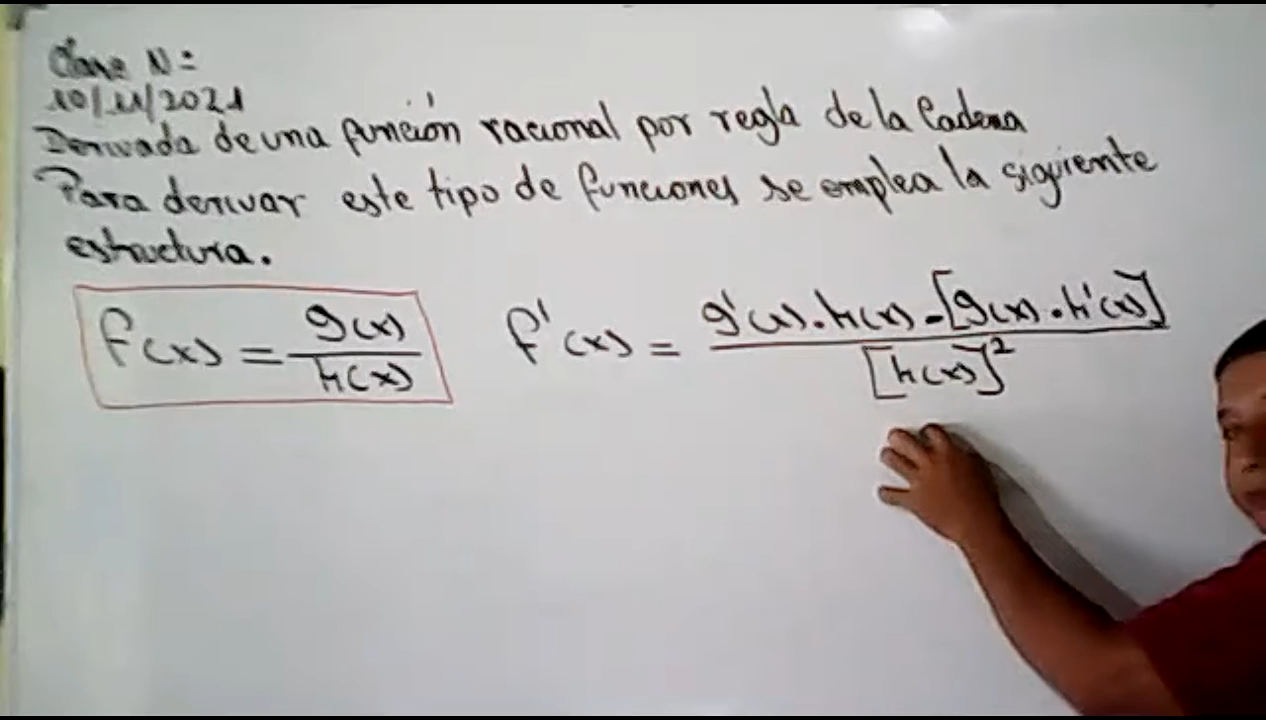 Clase N=
10/11/2021
Derivada de una función racional por regla de la Cadena
Para derivar este tipo de funciones se emplea la siguiente
estructura.
f(x) = g(x) / h(x) f'(x) = g'(x).h(x) - [g(x).h'(x)] / [h(x)]²